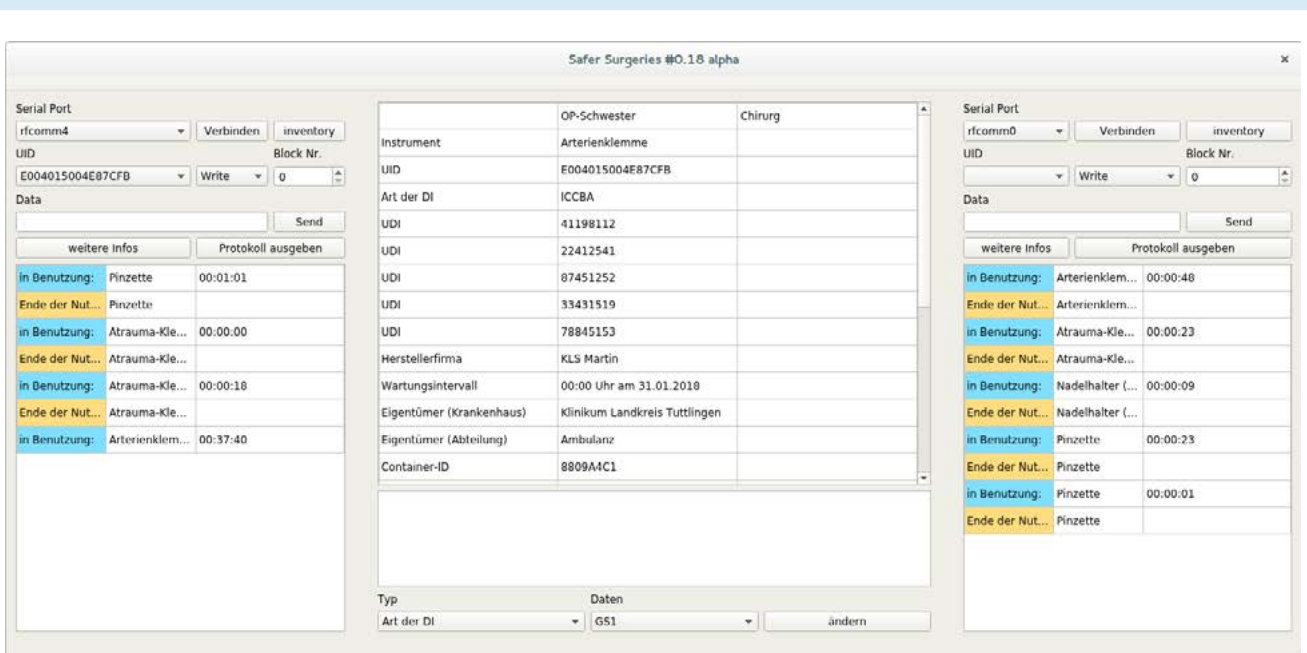 Safer Surgeries #0.18 alpha ×
Serial Port
rfcomm4 Verbinden inventory
UID Block Nr.
E004015004E87CFB Write 0
Data
Send
weitere Infos Protokoll ausgeben
in Benutzung: Pinzette 00:01:01
Ende der Nut... Pinzette
in Benutzung: Atrauma-Kle... 00:00:00
Ende der Nut... Atrauma-Kle...
in Benutzung: Atrauma-Kle... 00:00:18
Ende der Nut... Atrauma-Kle...
in Benutzung: Arterienklem... 00:37:40
OP-Schwester Chirurg
Instrument Arterienklemme
UID E004015004E87CFB
Art der DI ICCBA
UDI 41198112
UDI 22412541
UDI 87451252
UDI 33431519
UDI 78845153
Herstellerfirma KLS Martin
Wartungsintervall 00:00 Uhr am 31.01.2018
Eigentümer (Krankenhaus) Klinikum Landkreis Tuttlingen
Eigentümer (Abteilung) Ambulanz
Container-ID 8809A4C1
Typ Daten
Art der DI GS1 ändern
Serial Port
rfcomm0 Verbinden inventory
UID Block Nr.
Write 0
Data
Send
weitere Infos Protokoll ausgeben
in Benutzung: Arterienklem... 00:00:48
Ende der Nut... Arterienklem...
in Benutzung: Atrauma-Kle... 00:00:23
Ende der Nut... Atrauma-Kle...
in Benutzung: Nadelhalter (... 00:00:09
Ende der Nut... Nadelhalter (...
in Benutzung: Pinzette 00:00:23
Ende der Nut... Pinzette
in Benutzung: Pinzette 00:00:01
Ende der Nut... Pinzette